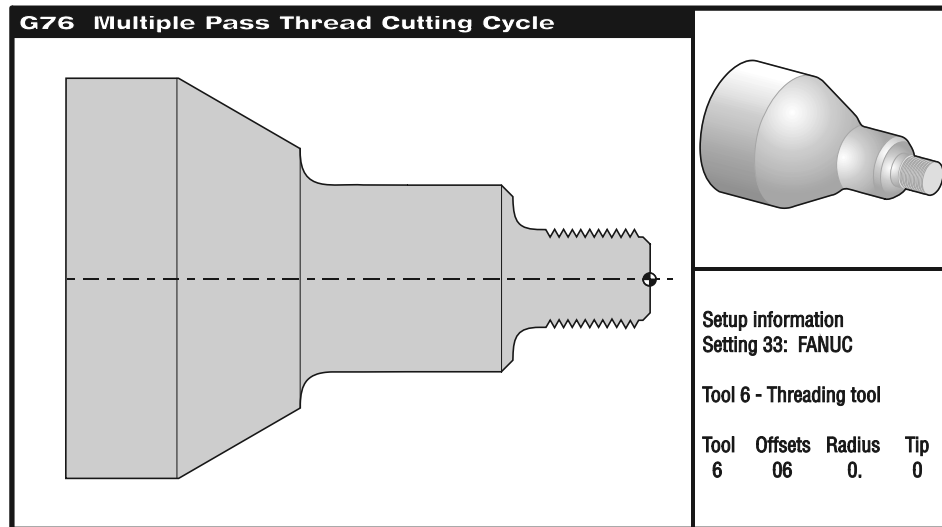 G76 Multiple Pass Thread Cutting Cycle
Setup information
Setting 33: FANUC
Tool 6 - Threading tool
Tool Offsets Radius Tip
6 06 0. 0